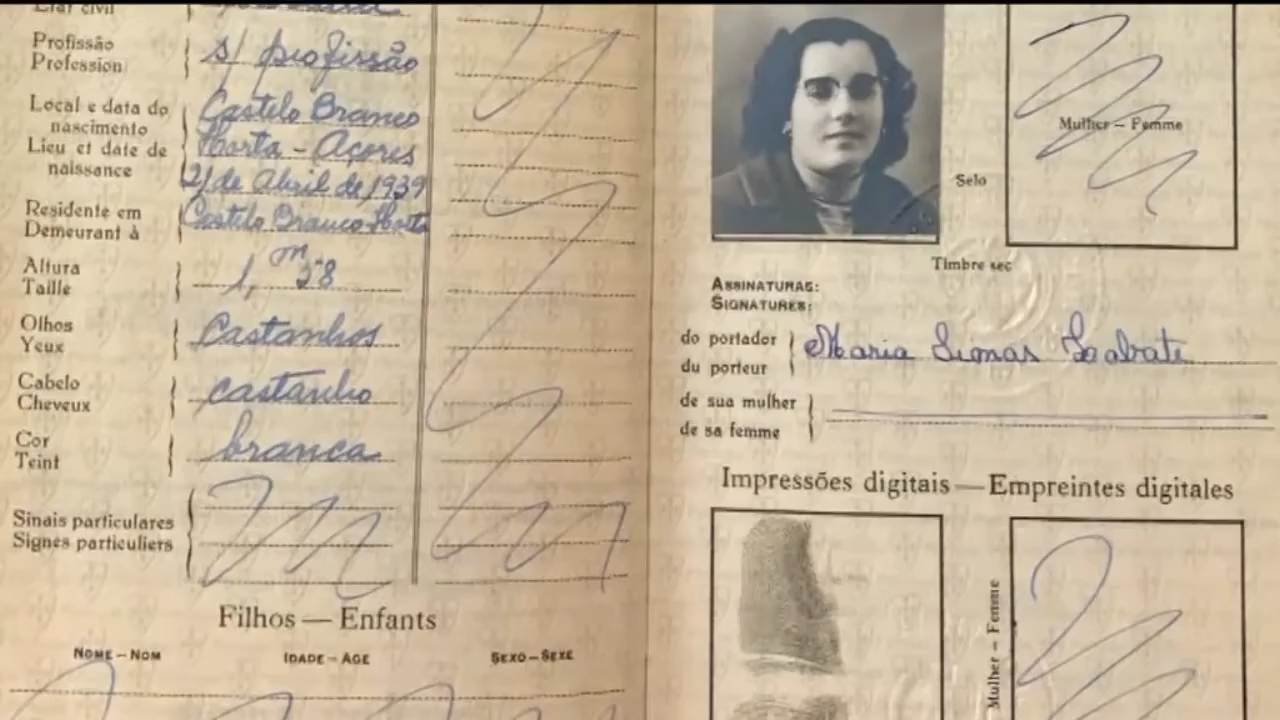 Etat civil
Profissão
Profession
s/ profissão
Local e data do
nascimento
Lieu et date de
naissance
Castelo Branco
Horta - Açores
21 de Abril de 1939
Residente em
Demeurant à
Castelo Branco Horta
Altura
Taille
1,m58
Olhos
Yeux
Castanhos
Cabelo
Cheveux
castanho
Cor
Teint
branca
Sinais particulares
Signes particuliers
Filhos — Enfants
NOME – NOM
IDADE – AGE
SEXO – SEXE
Mulher – Femme
Selo
Timbre sec
ASSINATURAS:
SIGNATURES:
do portador
du porteur
Maria
de sua mulher
de sa femme
Impressões digitais — Empreintes digitales
Mulher – Femme